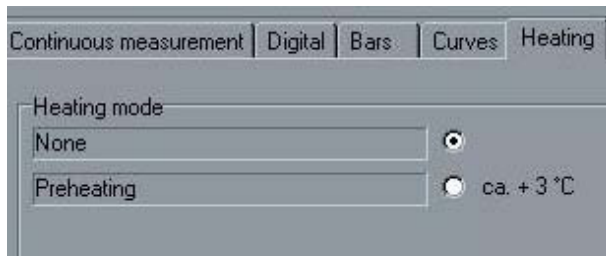 Continuous measurement Digital Bars Curves Heating
Heating mode
None
Preheating ca. + 3 °C